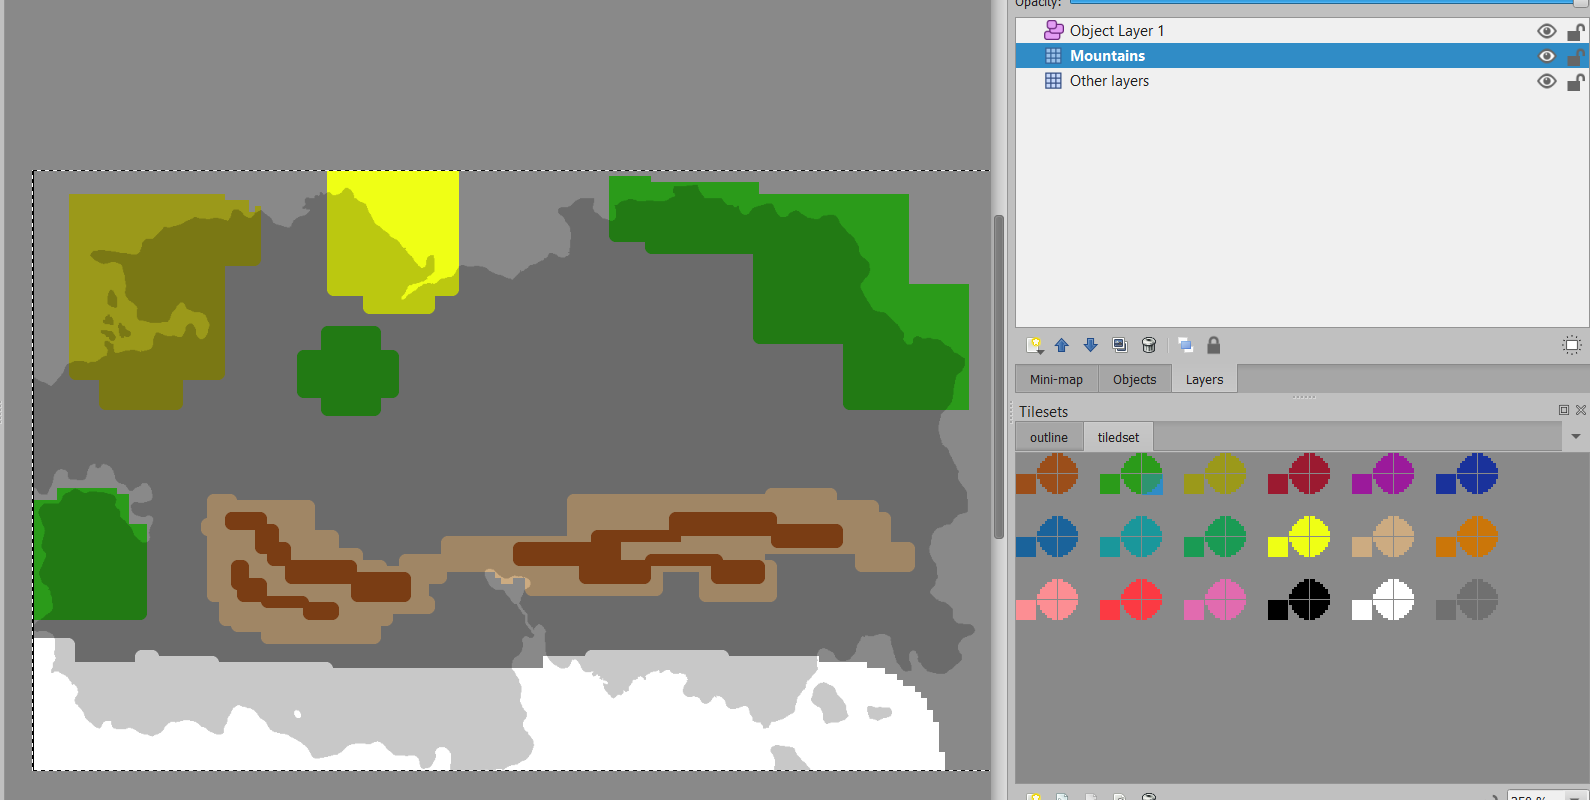 Opacity:
Object Layer 1
Mountains
Other layers
Mini-map
Objects
Layers
Tilesets
outline
tiledset